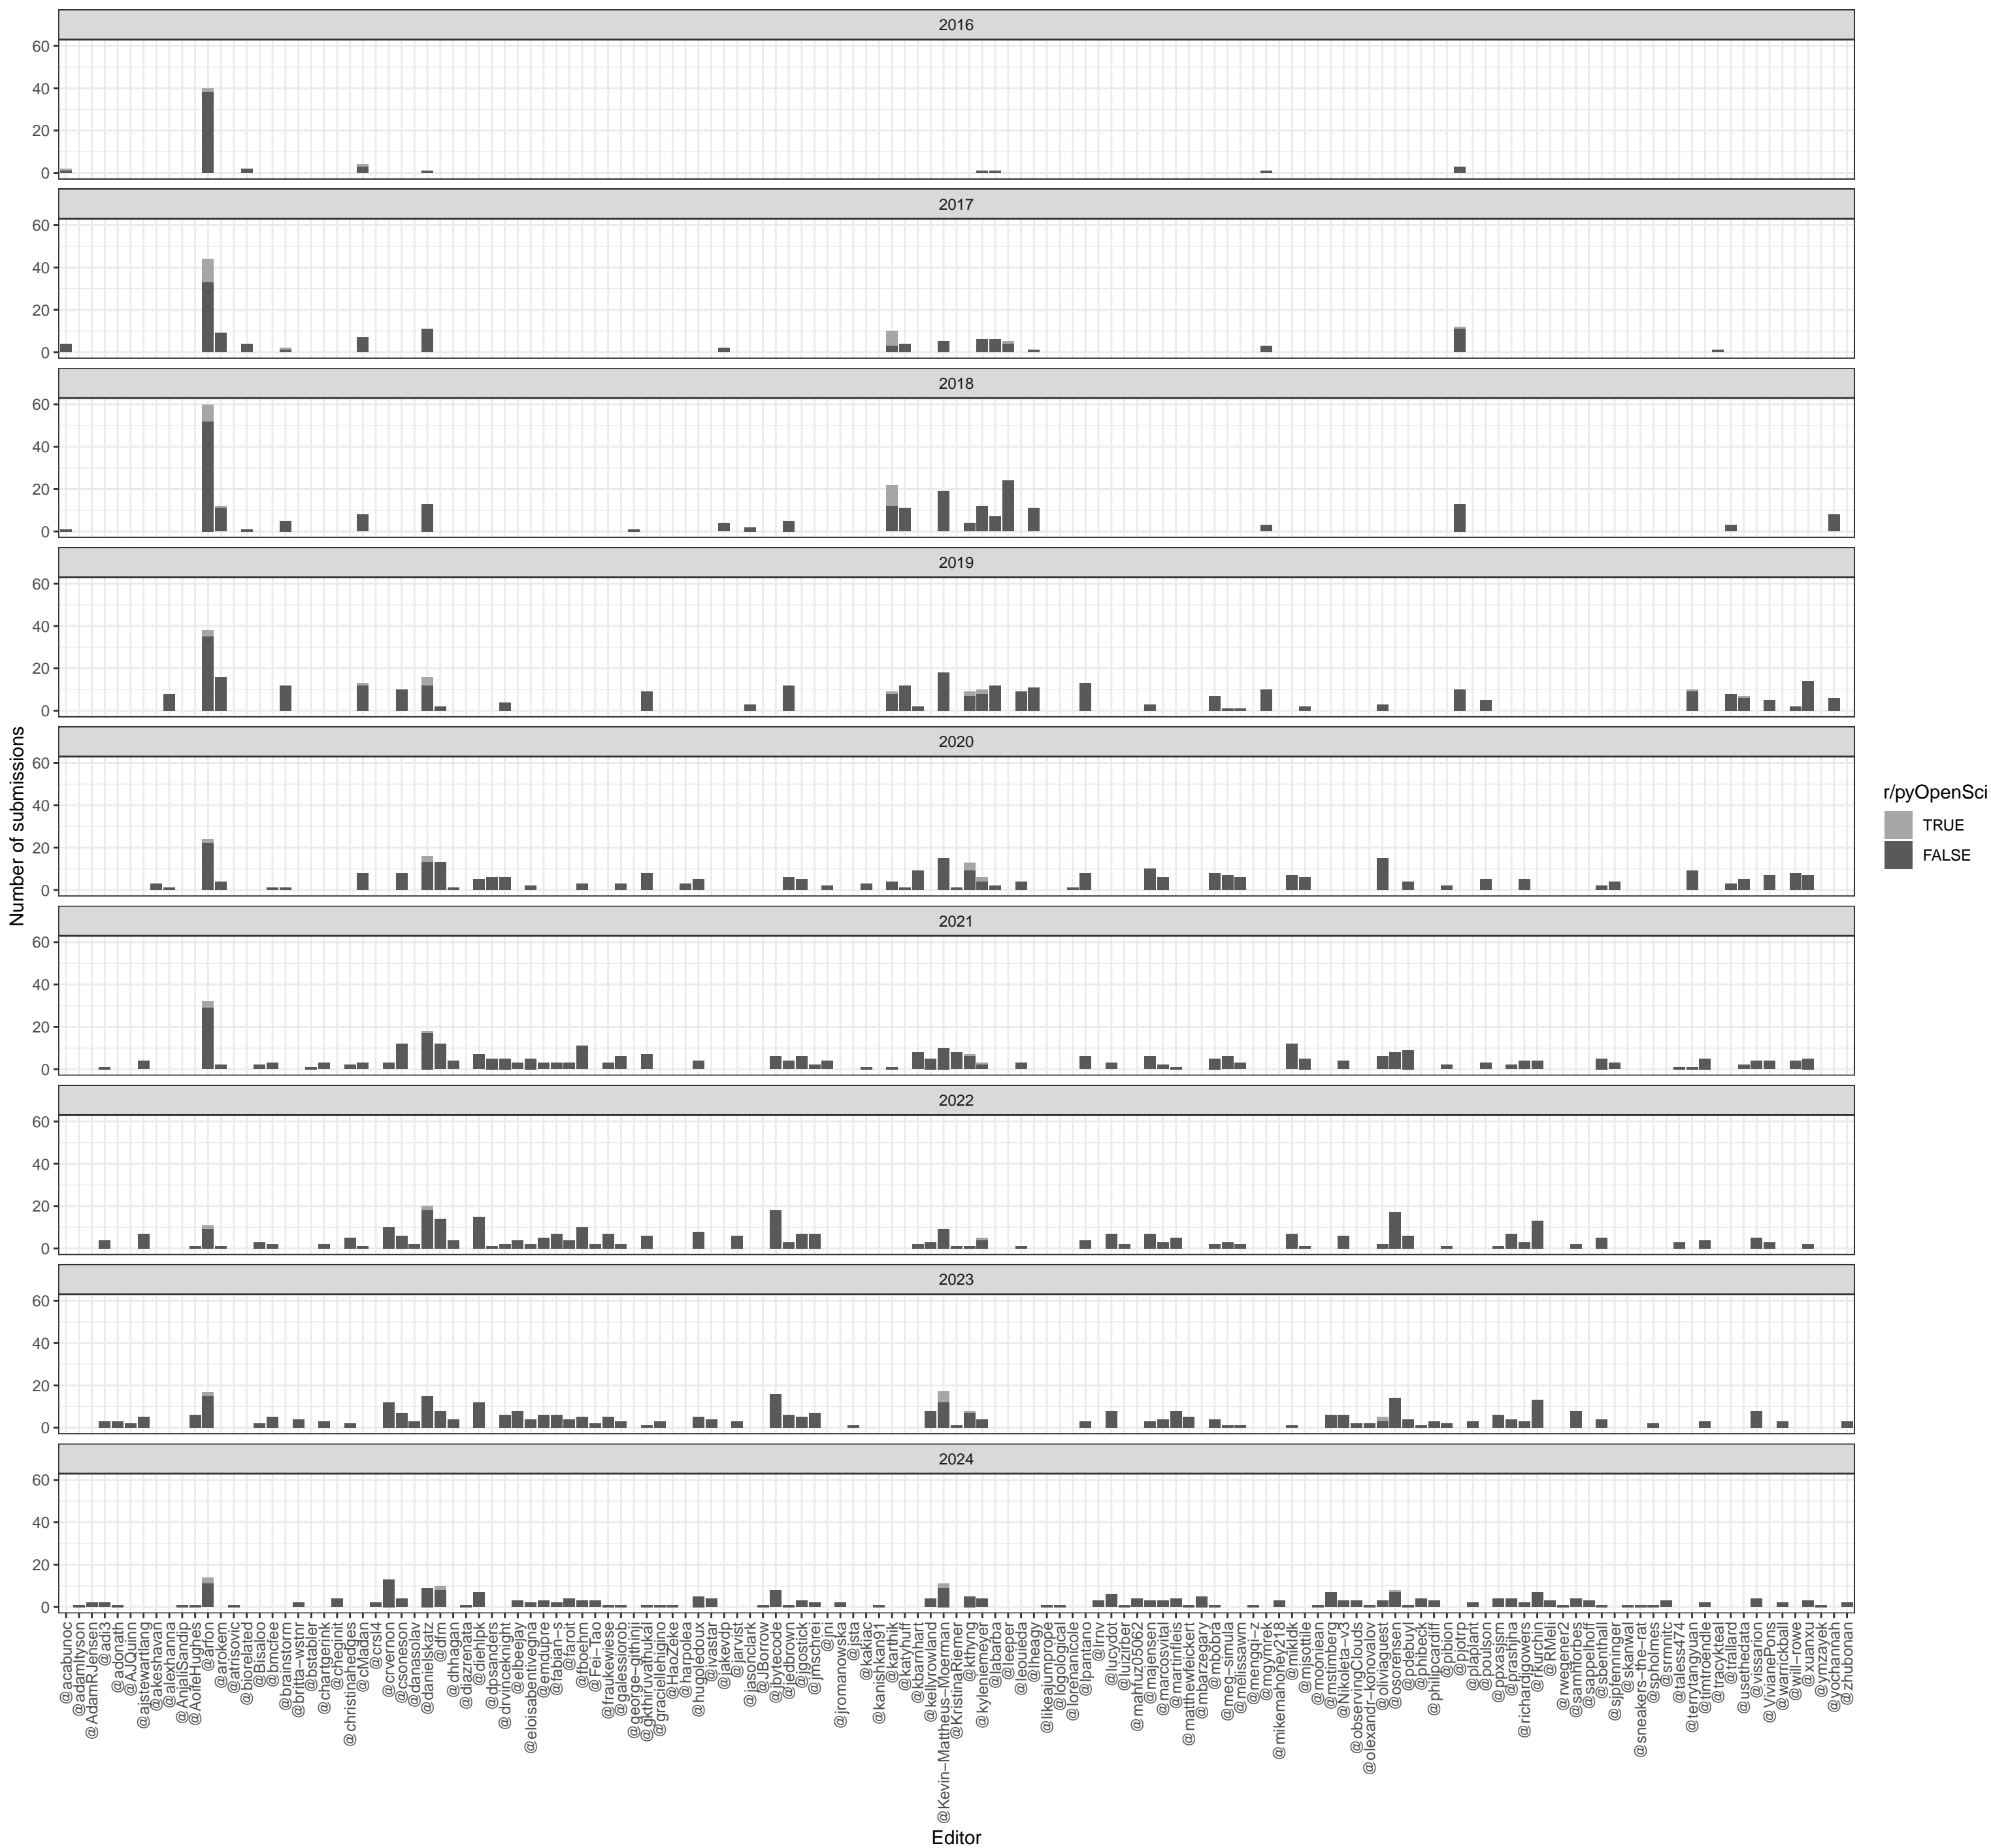 2016
60
40
20
0
2017
60
40
20
0
2018
60
40
20
0
2019
60
40
20
0
2020
60
40
20
0
2021
60
40
20
0
2022
60
40
20
0
2023
60
40
20
0
2024
60
40
20
0
Number of submissions
@acabunoc
@adamltyson
@AdamRJensen
@adi3
@adonath
@AJQuinn
@ajstewartlang
@akeshavan
@alexhanna
@AnjaliSandip
@AoifeHughes
@arfon
@arokem
@atrisovic
@biorelated
@Bisaloo
@bmcfee
@brainstorm
@britta−wstnr
@bstabler
@chartgerink
@cheginit
@christinahedges
@cMadan
@crsl4
@crvernon
@csoneson
@danasolav
@danielskatz
@dfm
@dhhagan
@diazrenata
@diehlpk
@dpsanders
@drvinceknight
@elbeejay
@eloisabentivegna
@emdupre
@fabian−s
@faroit
@fboehm
@Fei−Tao
@fraukewiese
@galessiorob
@george−githinji
@gkthiruvathukal
@graciellehigino
@HaoZeke
@harpolea
@hugoledoux
@ivastar
@jakevdp
@jarvist
@jasonclark
@JBorrow
@jbytecode
@jedbrown
@jgostick
@jmschrei
@jni
@jromanowska
@jsta
@kakiac
@kanishkan91
@karthik
@katyhuff
@kbarnhart
@kellyrowland
@Kevin−Mattheus−Moerman
@KristinaRiemer
@kthyng
@kyleniemeyer
@labarba
@leeper
@leouieda
@lheagy
@likeajumprope
@logological
@lorenanicole
@lpantano
@lrnv
@lucydot
@luizirber
@mahfuz05062
@majensen
@marcosvital
@martinfleis
@matthewfeickert
@mbarzegary
@mbobra
@meg−simula
@melissawm
@mengqi−z
@mgymrek
@mikemahoney218
@mikldk
@mjsottile
@moniean
@mstimberg
@Nikoleta−v3
@observingClouds
@olexandr−konovalov
@oliviaguest
@osorensen
@pdebuyl
@phibeck
@philipcardiff
@pibion
@pjotrp
@plaplant
@poulson
@ppxasjsm
@prashjha
@richardjgowers
@rkurchin
@RMeli
@rwegener2
@samhforbes
@sappelhoff
@sbenthall
@sjpfenninger
@skanwal
@sneakers−the−rat
@spholmes
@srmnitc
@taless474
@terrytangyuan
@timtroendle
@tracykteal
@trallard
@usethedata
@vissarion
@VivianePons
@warrickball
@will−rowe
@xuanxu
@ymzayek
@yochannah
@zhubonan
Editor
r/pyOpenSci
TRUE
FALSE